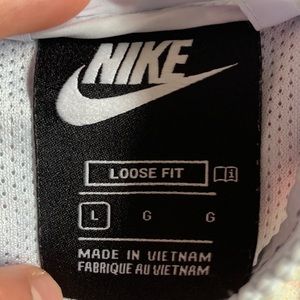 NIKE
LOOSE FIT
L G G
MADE IN VIETNAM
FABRIQUE AU VIETNAM